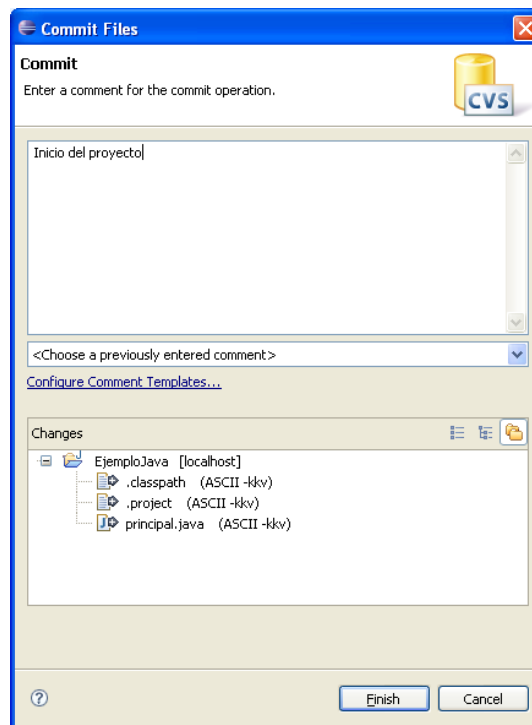 Commit Files
Commit
Enter a comment for the commit operation.
CVS
Inicio del proyecto
<Choose a previously entered comment>
Configure Comment Templates...
Changes
EjemploJava [localhost]
.classpath (ASCII -kkv)
.project (ASCII -kkv)
principal.java (ASCII -kkv)
Finish
Cancel